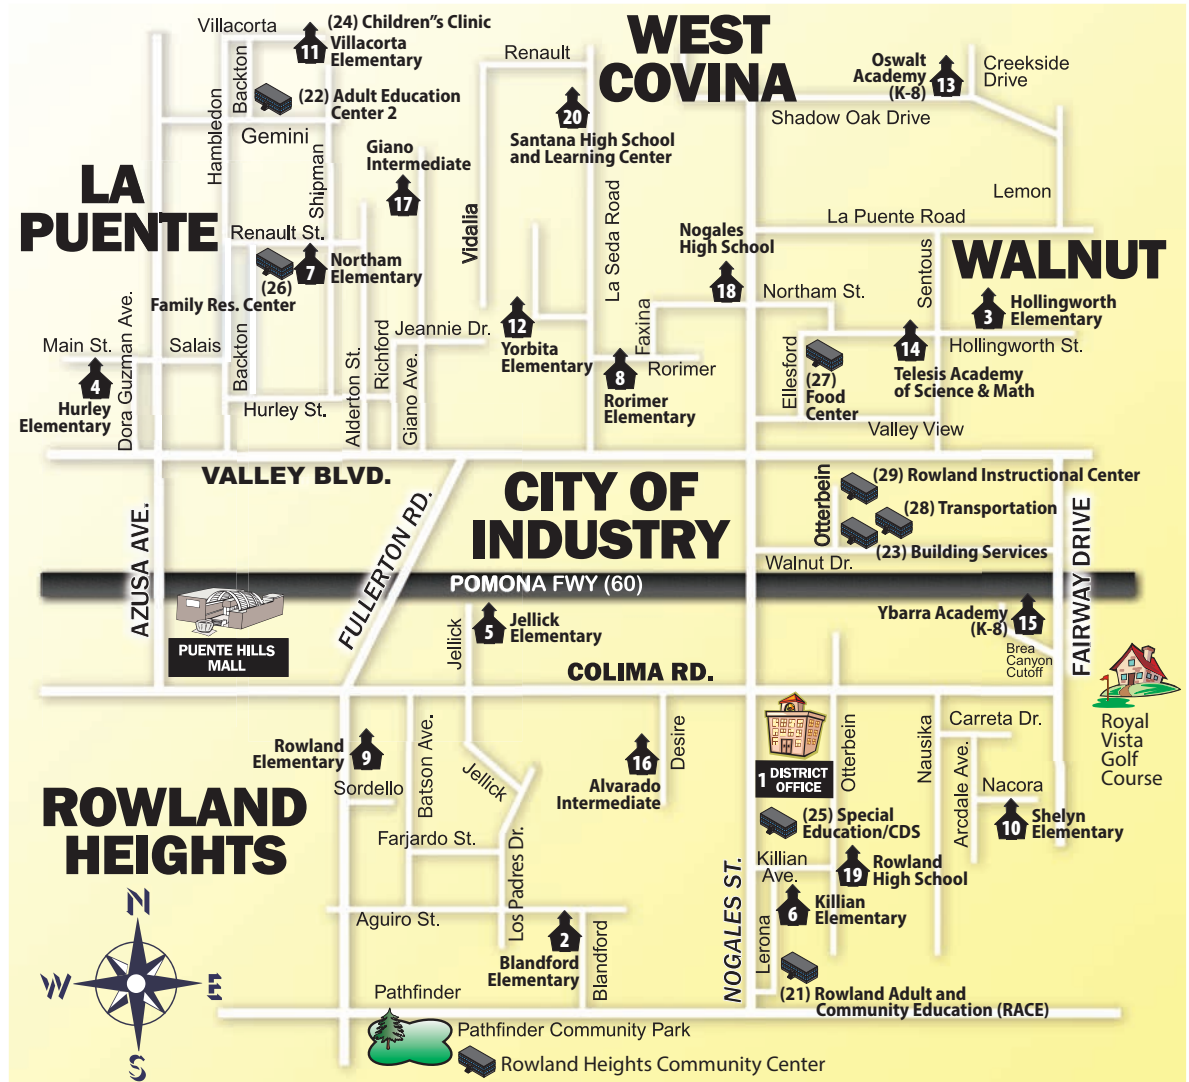 Villacorta
(24) Children"s Clinic
11
Villacorta
Elementary
Backton
Hambledon
(22) Adult Education
Center 2
Gemini
Shipman
Giano
Intermediate
17
Renault
20
Santana High School
and Learning Center
WEST
COVINA
Oswalt
Academy
(K-8)
13
Creekside
Drive
Shadow Oak Drive
Lemon
La Puente Road
LA
PUENTE
Renault St.
7
Northam
Elementary
(26)
Family Res. Center
Vidalia
La Seda Road
Nogales
High School
18
Northam St.
Sentous
WALNUT
3
Hollingworth
Elementary
Hollingworth St.
14
Telesis Academy
of Science & Math
(27)
Food
Center
Ellesford
Valley View
Main St.
Salais
4
Hurley
Elementary
Dora Guzman Ave.
Backton
Hurley St.
Alderton St.
Richford
Giano Ave.
Jeannie Dr.
12
Yorbita
Elementary
Faxina
Rorimer
8
Rorimer
Elementary
VALLEY BLVD.
AZUSA AVE.
FULLERTON RD.
CITY OF
INDUSTRY
Otterbein
(29) Rowland Instructional Center
(28) Transportation
(23) Building Services
Walnut Dr.
FAIRWAY DRIVE
POMONA FWY (60)
PUENTE HILLS
MALL
Jellick
5
Jellick
Elementary
Ybarra Academy
(K-8)
15
Brea
Canyon
Cutoff
COLIMA RD.
Royal
Vista
Golf
Course
Rowland
Elementary
9
Sordello
Batson Ave.
Jellick
Farjardo St.
Los Padres Dr.
16
Alvarado
Intermediate
Desire
1 DISTRICT
OFFICE
Otterbein
Nausika
Carreta Dr.
Arcdale Ave.
Nacora
10
Shelyn
Elementary
(25) Special
Education/CDS
Killian
Ave.
19
Rowland
High School
6
Killian
Elementary
Lerona
NOGALES ST.
(21) Rowland Adult and
Community Education (RACE)
ROWLAND
HEIGHTS
Aguiro St.
2
Blandford
Elementary
Blandford
N
W
E
S
Pathfinder
Pathfinder Community Park
Rowland Heights Community Center